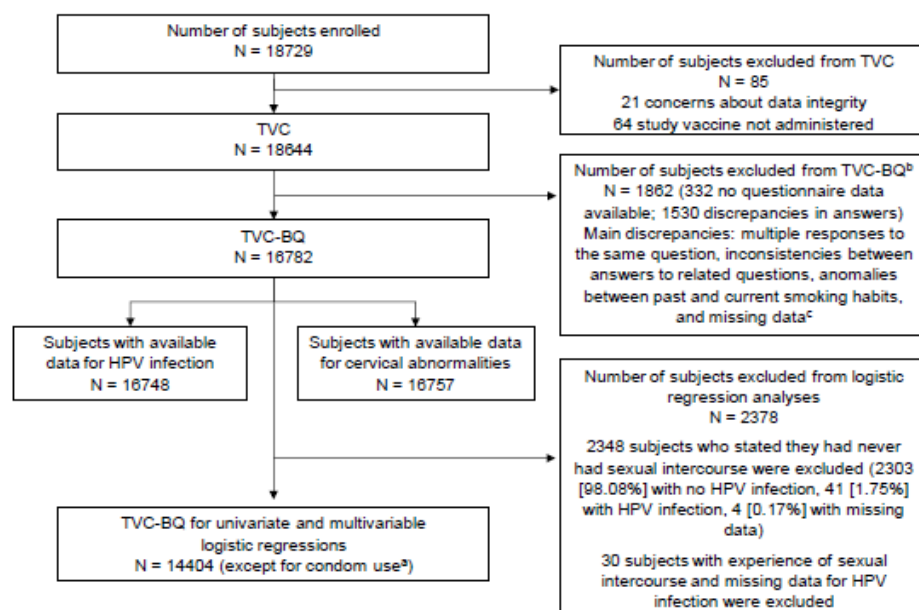 Number of subjects enrolled
N = 18729
Number of subjects excluded from TVC
N = 85
21 concerns about data integrity
64 study vaccine not administered
TVC
N = 18644
Number of subjects excluded from TVC-BQᵇ
N = 1862 (332 no questionnaire data
available; 1530 discrepancies in answers)
Main discrepancies: multiple responses to
the same question, inconsistencies between
answers to related questions, anomalies
between past and current smoking habits,
and missing dataᶜ
TVC-BQ
N = 16782
Subjects with available
data for HPV infection
N = 16748
Subjects with available data
for cervical abnormalities
N = 16757
Number of subjects excluded from logistic
regression analyses
N = 2378
2348 subjects who stated they had never
had sexual intercourse were excluded (2303
[98.08%] with no HPV infection, 41 [1.75%]
with HPV infection, 4 [0.17%] with missing
data)
30 subjects with experience of sexual
intercourse and missing data for HPV
infection were excluded
TVC-BQ for univariate and multivariable
logistic regressions
N = 14404 (except for condom useᵃ)